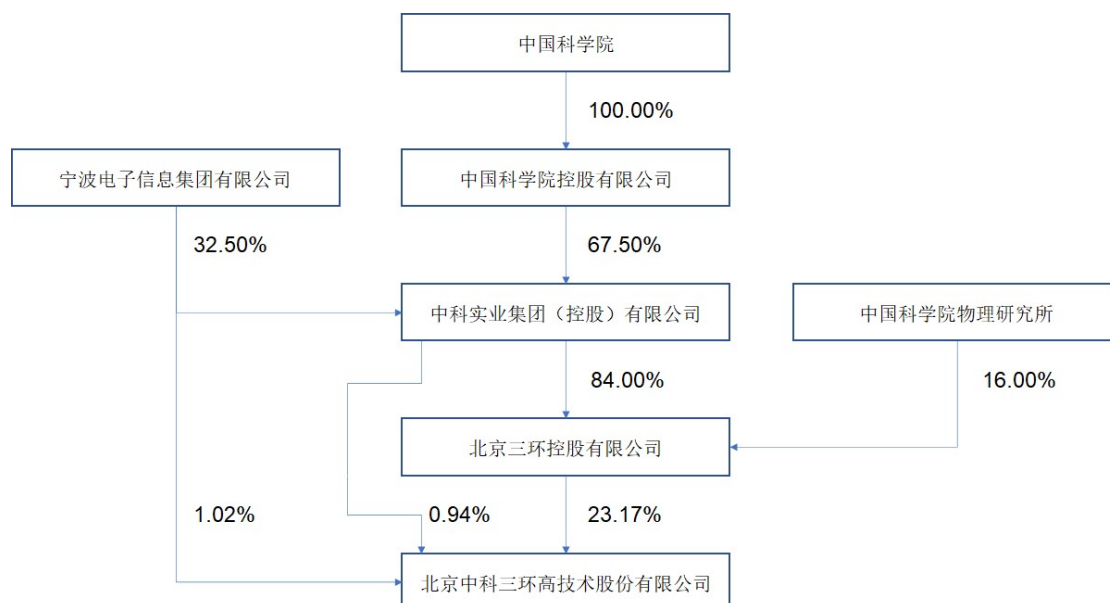 中国科学院
100.00%
宁波电子信息集团有限公司
中国科学院控股有限公司
32.50%
67.50%
中科实业集团（控股）有限公司
中国科学院物理研究所
84.00%
16.00%
北京三环控股有限公司
1.02%
0.94%
23.17%
北京中科三环高技术股份有限公司